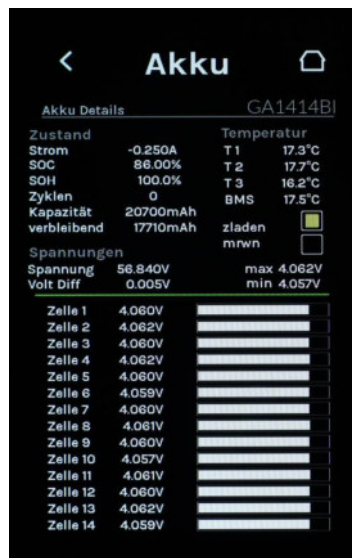 Akku
Akku Details GA1414BI
Zustand Temperatur
Strom -0.250A T 1 17.3°C
SOC 86.00% T 2 17.7°C
SOH 100.0% T 3 16.2°C
Zyklen 0 BMS 17.5°C
Kapazität 20700mAh
verbleibend 17710mAh zladen
mrwn
Spannungen
Spannung 56.840V max 4.062V
Volt Diff 0.005V min 4.057V
Zelle 1 4.060V
Zelle 2 4.062V
Zelle 3 4.060V
Zelle 4 4.062V
Zelle 5 4.060V
Zelle 6 4.059V
Zelle 7 4.060V
Zelle 8 4.061V
Zelle 9 4.060V
Zelle 10 4.057V
Zelle 11 4.061V
Zelle 12 4.060V
Zelle 13 4.062V
Zelle 14 4.059V